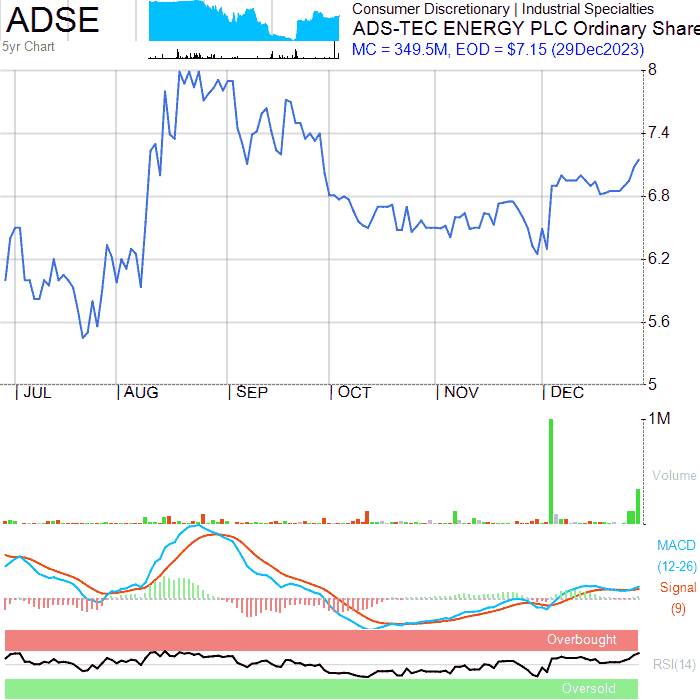 ADSE
5yr Chart
Consumer Discretionary | Industrial Specialties
ADS-TEC ENERGY PLC Ordinary Share
MC = 349.5M, EOD = $7.15 (29Dec2023)
8
7.4
6.8
6.2
5.6
5
JUL
AUG
SEP
OCT
NOV
DEC
1M
Volume
MACD
(12-26)
Signal
(9)
Overbought
RSI(14)
Oversold